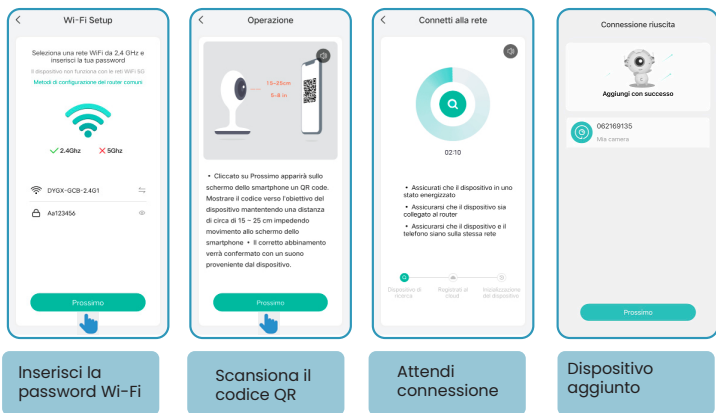 Wi-Fi Setup
Seleziona una rete WiFi da 2,4 GHz e
inserisci la tua password
Il dispositivo non funziona con le reti WIFI 5G
Metodi di configurazione del router comuni
2.4Ghz
5Ghz
DYGX-GCB-2.4G1
Aa123456
Prossimo
Inserisci la
password Wi-Fi
Operazione
15-25cm
5-9 in
• Cliccato su Prossimo apparirà sullo
schermo dello smartphone un QR code.
Mostrare il codice verso l'obiettivo del
dispositivo mantentendo una distanza
di circa di 15 – 25 cm impedendo
movimento allo schermo dello
smartphone • Il corretto abbinamento
verrà confermato con un suono
proveniente dal dispositivo.
Prossimo
Scansiona il
codice QR
Connetti alla rete
02:10
• Assicurati che il dispositivo in uno
stato energizzato
• Assicurarsi che il dispositivo sia
collegato al router
• Assicurarsi che il dispositivo e il
telefono siano sulla stessa rete
Dispositivo di
ricerca
Registrati al
cloud
Inizializzazione
del dispositivo
Attendi
connessione
Connessione riuscita
Aggiungi con successo
062169135
Mia camera
Prossimo
Dispositivo
aggiunto